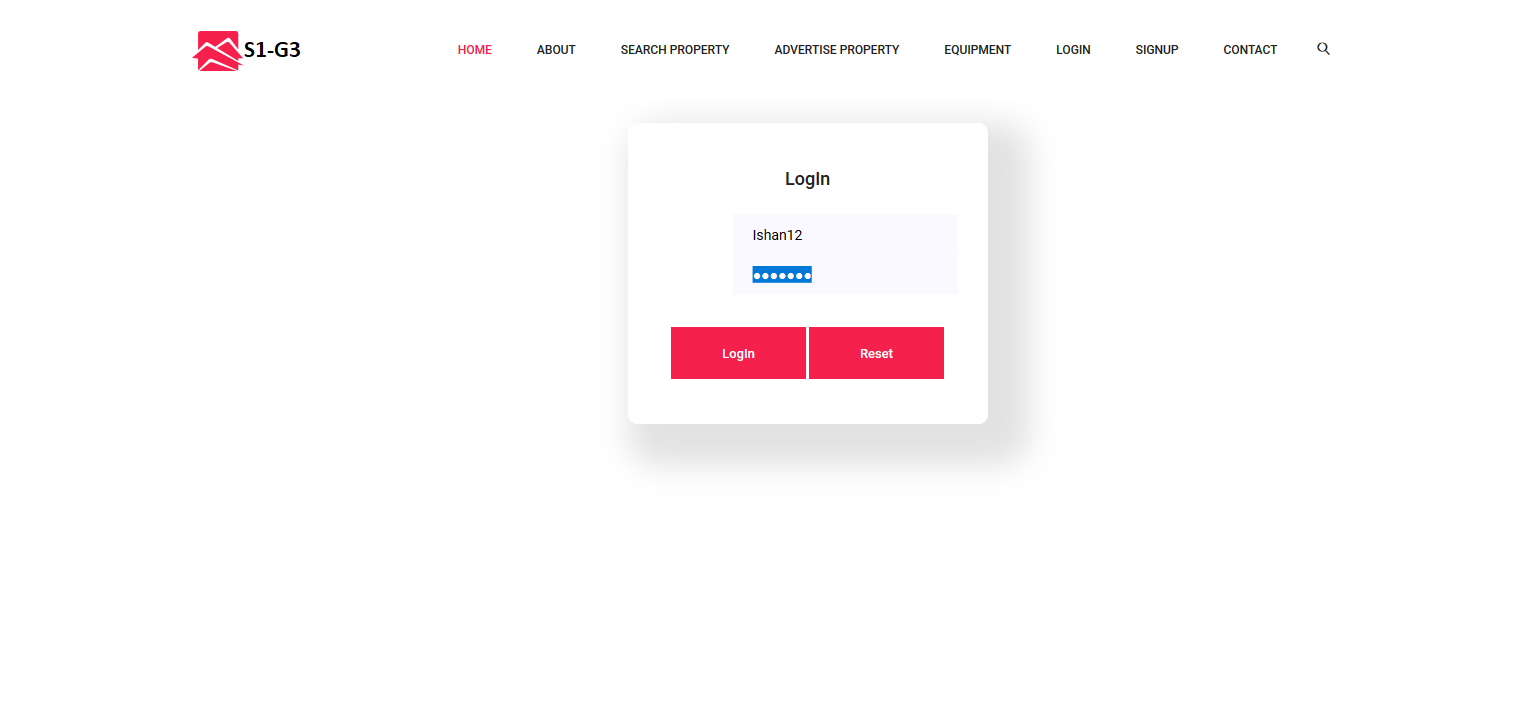 S1-G3
HOME ABOUT SEARCH PROPERTY ADVERTISE PROPERTY EQUIPMENT LOGIN SIGNUP CONTACT
LogIn
Ishan12
•••••••
LogIn Reset